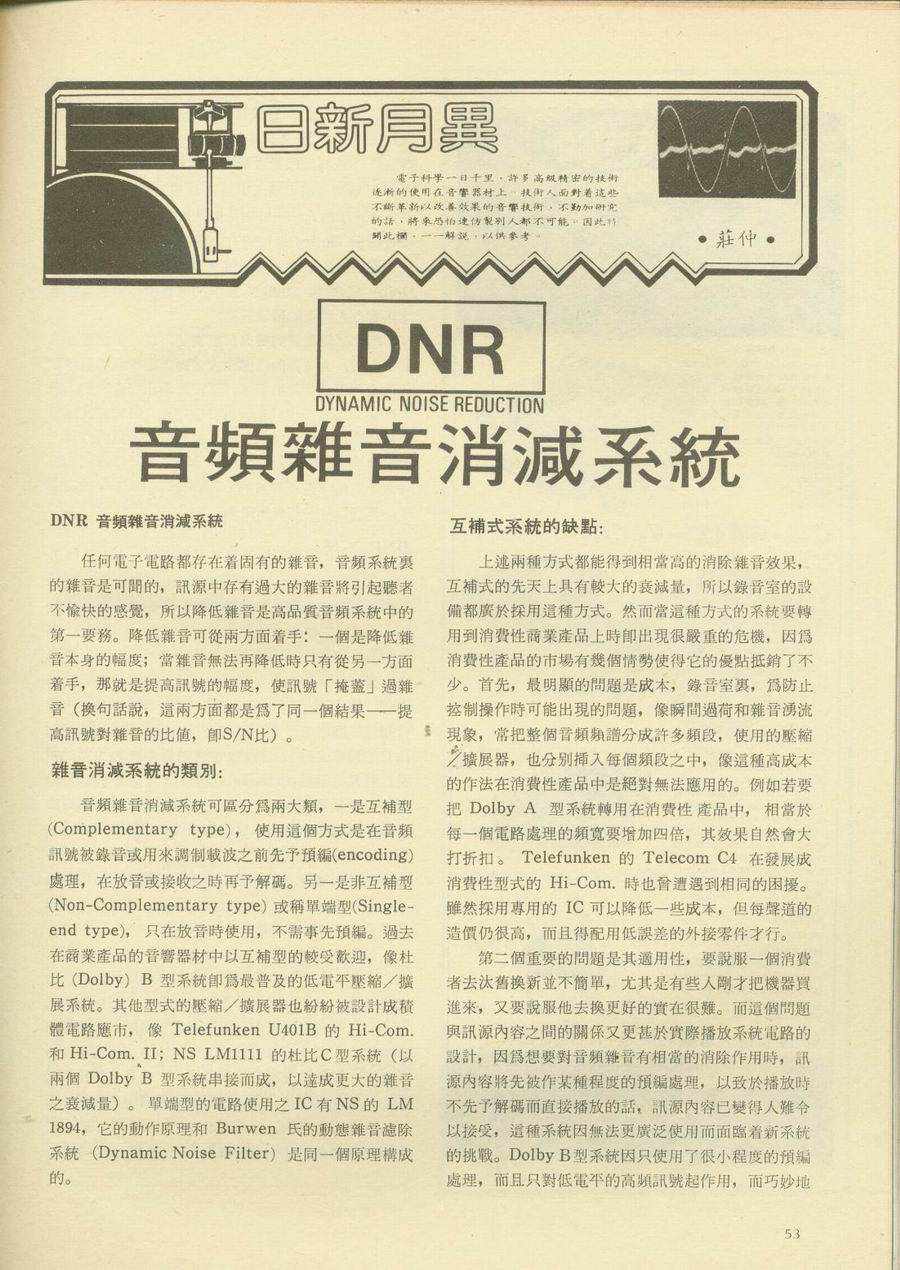 日新月異
電子科學一日千里，許多高級精密的技術
逐漸的使用在音響器材上，技術人面對着這些
不斷革新以改善效果的音響技術，不勤加研究
的話，將來恐怕連仿製別人都不可能。因此特
闢此欄，一一解說，以供參考。
•莊仲•
DNR
DYNAMIC NOISE REDUCTION
音頻雜音消減系統
DNR 音頻雜音消減系統
任何電子電路都存在着固有的雜音，音頻系統裏
的雜音是可聞的，訊源中存有過大的雜音將引起聽者
不愉快的感覺，所以降低雜音是高品質音頻系統中的
第一要務。降低雜音可從兩方面着手：一個是降低雜
音本身的幅度；當雜音無法再降低時只有從另一方面
着手，那就是提高訊號的幅度，使訊號「掩蓋」過雜
音（換句話說，這兩方面都是爲了同一個結果——提
高訊號對雜音的比值，卽S/N比）。
雜音消減系統的類別：
音頻雜音消減系統可區分爲兩大類，一是互補型
(Complementary type)，使用這個方式是在音頻
訊號被錄音或用來調制載波之前先予預編(encoding)
處理，在放音或接收之時再予解碼。另一是非互補型
(Non-Complementary type) 或稱單端型(Single-
end type)，只在放音時使用，不需事先預編。過去
在商業產品的音響器材中以互補型的較受歡迎，像杜
比 (Dolby) B 型系統卽爲最普及的低電平壓縮／擴
展系統。其他型式的壓縮／擴展器也紛紛被設計成積
體電路應市，像 Telefunken U401B 的 Hi-Com.
和 Hi-Com. II；NS LM1111 的杜比C型系統（以
兩個 Dolby B 型系統串接而成，以達成更大的雜音
之衰減量）。單端型的電路使用之 IC 有 NS 的 LM
1894，它的動作原理和 Burwen 氏的動態雜音濾除
系統 (Dynamic Noise Filter) 是同一個原理構成
的。
互補式系統的缺點：
上述兩種方式都能得到相當高的消除雜音效果，
互補式的先天上具有較大的衰減量，所以錄音室的設
備都廣於採用這種方式。然而當這種方式的系統要轉
用到消費性商業產品上時卽出現很嚴重的危機，因爲
消費性產品的市場有幾個情勢使得它的優點抵銷了不
少。首先，最明顯的問題是成本，錄音室裏，爲防止
控制操作時可能出現的問題，像瞬間過荷和雜音湧流
現象，常把整個音頻頻譜分成許多頻段，使用的壓縮
／擴展器，也分別挿入每個頻段之中，像這種高成本
的作法在消費性產品中是絕對無法應用的。例如若要
把 Dolby A 型系統轉用在消費性產品中，相當於
每一個電路處理的頻寬要增加四倍，其效果自然會大
打折扣。Telefunken 的 Telecom C4 在發展成
消費性型式的 Hi-Com. 時也曾遭遇到相同的困擾。
雖然採用專用的 IC 可以降低一些成本，但每聲道的
造價仍很高，而且得配用低誤差的外接零件才行。
第二個重要的問題是其適用性，要說服一個消費
者去汰舊換新並不簡單，尤其是有些人剛才把機器買
進來，又要說服他去換更好的實在很難。而這個問題
與訊源內容之間的關係又更甚於實際播放系統電路的
設計，因爲想要對音頻雜音有相當的消除作用時，訊
源內容將先被作某種程度的預編處理，以致於播放時
不先予解碼而直接播放的話，訊源內容已變得人難令
以接受，這種系統因無法更廣泛使用而面臨着新系統
的挑戰。Dolby B型系統因只使用了很小程度的預編
處理，而且只對低電平的高頻訊號起作用，而巧妙地
53